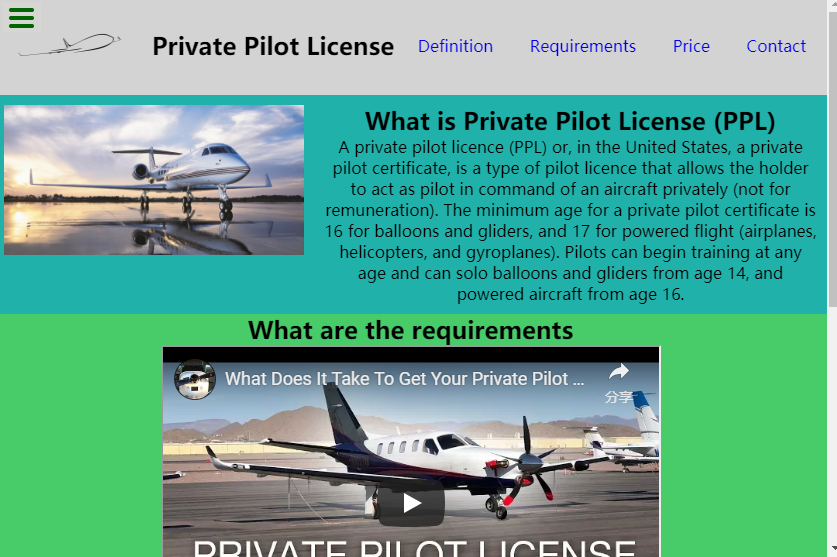 Private Pilot License
Definition
Requirements
Price
Contact
What is Private Pilot License (PPL)
A private pilot licence (PPL) or, in the United States, a private
pilot certificate, is a type of pilot licence that allows the holder
to act as pilot in command of an aircraft privately (not for
remuneration). The minimum age for a private pilot certificate is
16 for balloons and gliders, and 17 for powered flight (airplanes,
helicopters, and gyroplanes). Pilots can begin training at any
age and can solo balloons and gliders from age 14, and
powered aircraft from age 16.
What are the requirements
What Does It Take To Get Your Private Pilot ...
分享
PRIVATE PILOT LICENSE